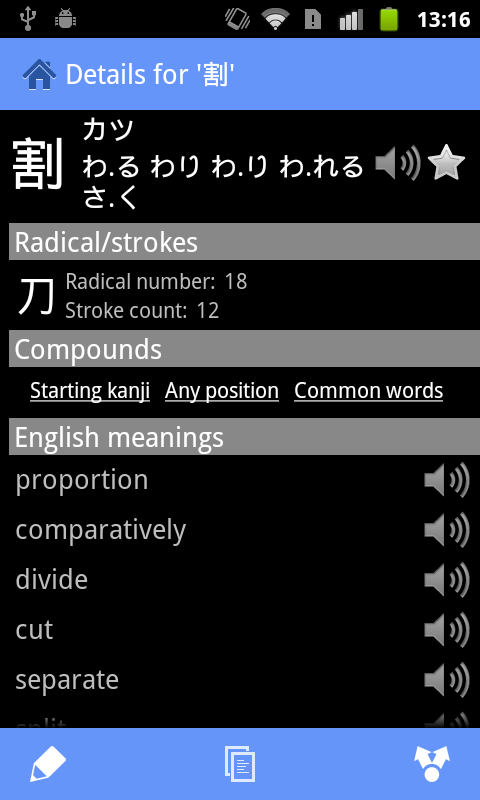 13:16
Details for '割'
割
カツ
わ.る わり わ.り わ.れる
さ.く
Radical/strokes
刀
Radical number: 18
Stroke count: 12
Compounds
Starting kanji Any position Common words
English meanings
proportion
comparatively
divide
cut
separate
split